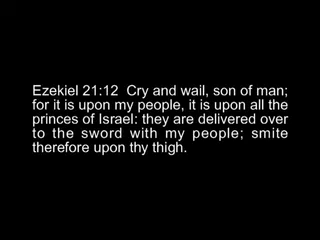 Ezekiel 21:12  Cry and wail, son of man;
for it is upon my people, it is upon all the
princes of Israel: they are delivered over
to the sword with my people; smite
therefore upon thy thigh.